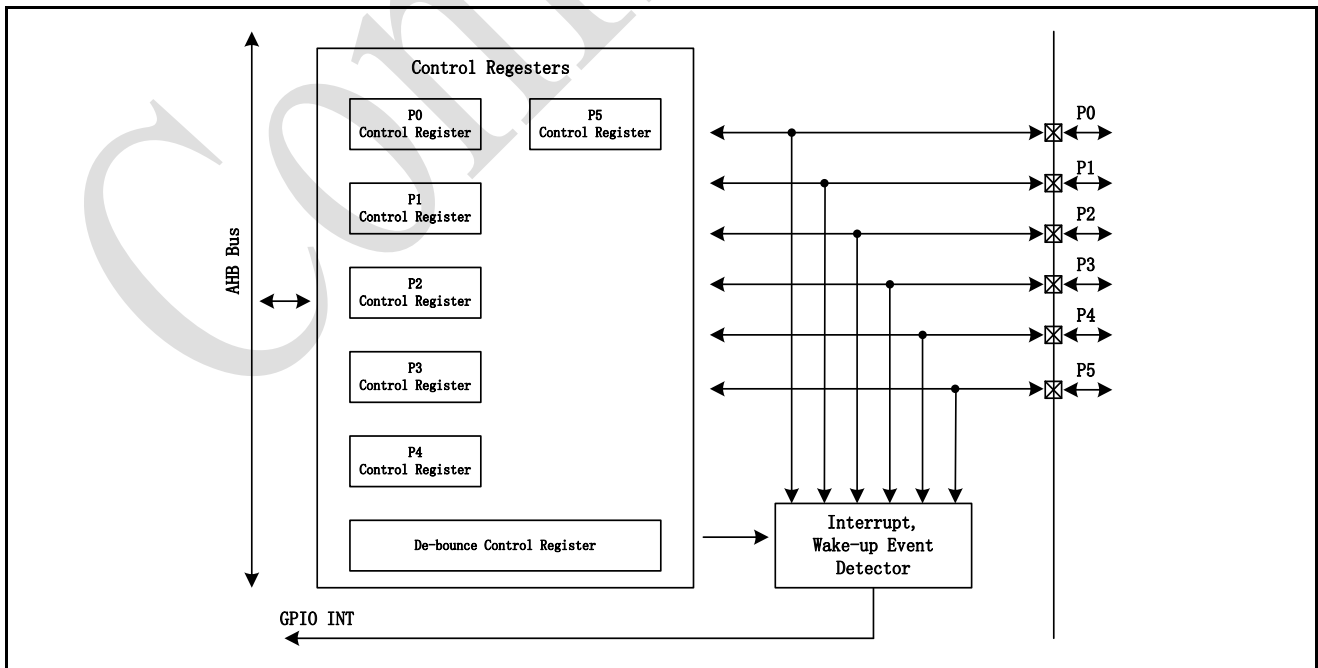 Control Regesters
P0
Control Register
P5
Control Register
P1
Control Register
P2
Control Register
P3
Control Register
P4
Control Register
De-bounce Control Register
AHB Bus
GPIO INT
Interrupt,
Wake-up Event
Detector
P0
P1
P2
P3
P4
P5